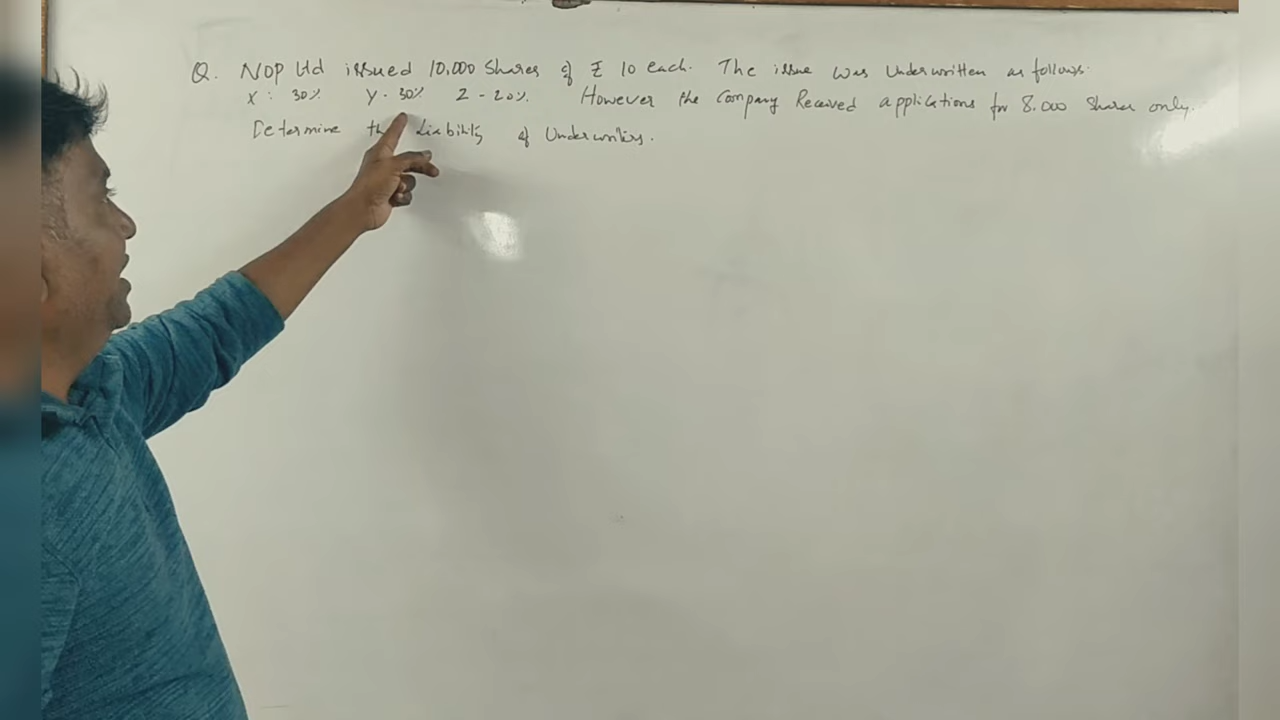 Q. NOP Ltd issued 10,000 Shares of ₹ 10 each. The issue was Underwritten as follows.
X : 30% Y - 30% Z - 20% However the Company Received applications for 8,000 Shares only.
Determine the Liability of Underwriters.